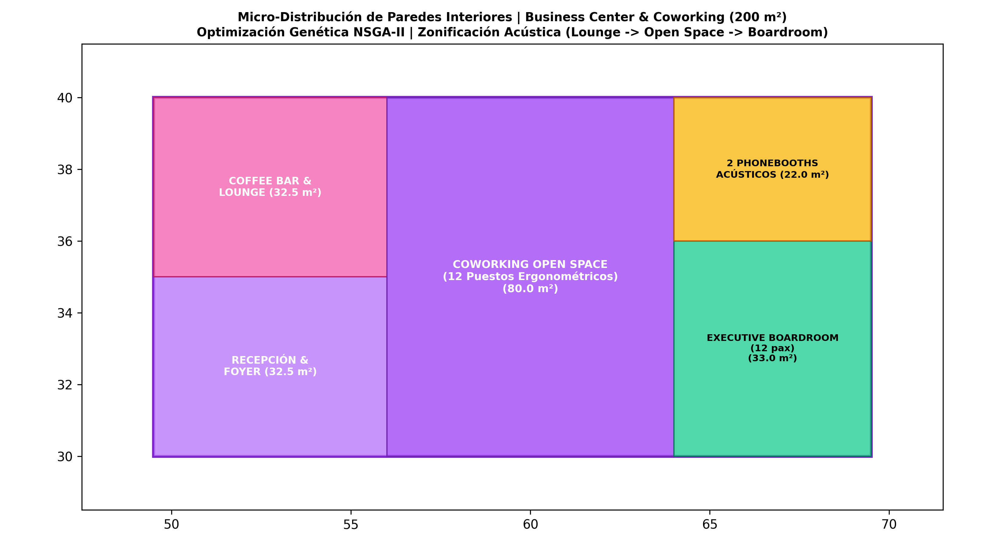 Micro-Distribución de Paredes Interiores | Business Center & Coworking (200 m²)
Optimización Genética NSGA-II | Zonificación Acústica (Lounge -> Open Space -> Boardroom)
40
38
36
34
32
30
COFFEE BAR &
LOUNGE (32.5 m²)
RECEPCIÓN &
FOYER (32.5 m²)
COWORKING OPEN SPACE
(12 Puestos Ergonométricos)
(80.0 m²)
2 PHONEBOOTHS
ACÚSTICOS (22.0 m²)
EXECUTIVE BOARDROOM
(12 pax)
(33.0 m²)
50
55
60
65
70